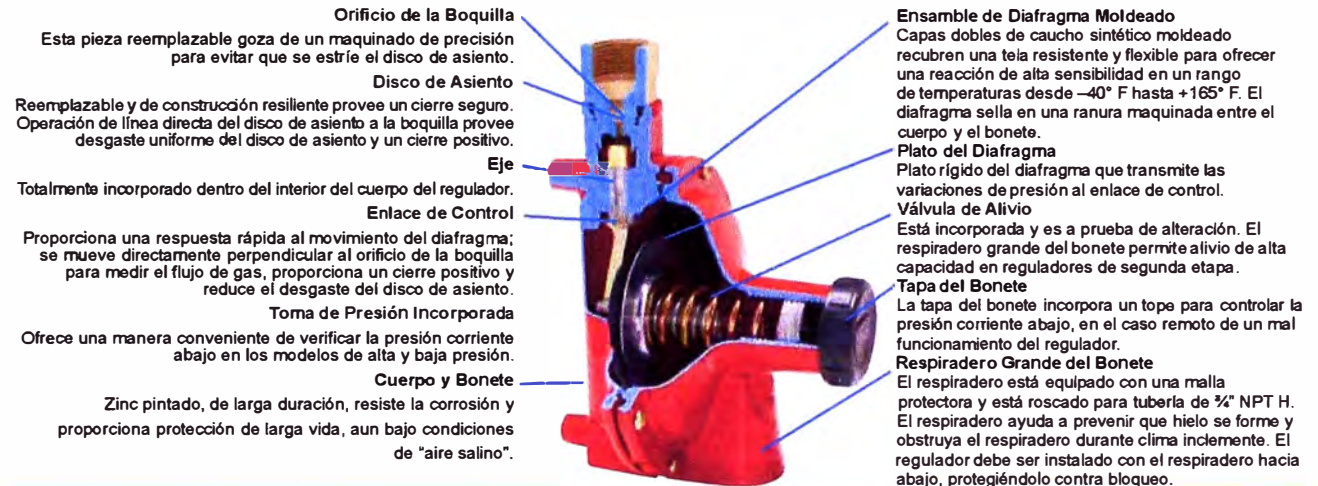 Orificio de la Boquilla
Esta pieza reemplazable goza de un maquinado de precisión
para evitar que se estríe el disco de asiento.
Disco de Asiento
Reemplazable y de construcción resiliente provee un cierre seguro.
Operación de línea directa del disco de asiento a la boquilla provee
desgaste uniforme del disco de asiento y un cierre positivo.
Eje
Totalmente incorporado dentro del interior del cuerpo del regulador.
Enlace de Control
Proporciona una respuesta rápida al movimiento del diafragma;
se mueve directamente perpendicular al orificio de la boquilla
para medir el flujo de gas, proporciona un cierre positivo y
reduce el desgaste del disco de asiento.
Toma de Presión Incorporada
Ofrece una manera conveniente de verificar la presión corriente
abajo en los modelos de alta y baja presión.
Cuerpo y Bonete
Zinc pintado, de larga duración, resiste la corrosión y
proporciona protección de larga vida, aun bajo condiciones
de "aire salino".
Ensamble de Diafragma Moldeado
Capas dobles de caucho sintético moldeado
recubren una tela resistente y flexible para ofrecer
una reacción de alta sensibilidad en un rango
de temperaturas desde –40° F hasta +165° F. El
diafragma sella en una ranura maquinada entre el
cuerpo y el bonete.
Plato del Diafragma
Plato rígido del diafragma que transmite las
variaciones de presión al enlace de control.
Válvula de Alivio
Está incorporada y es a prueba de alteración. El
respiradero grande del bonete permite alivio de alta
capacidad en reguladores de segunda etapa.
Tapa del Bonete
La tapa del bonete incorpora un tope para controlar la
presión corriente abajo, en el caso remoto de un mal
funcionamiento del regulador.
Respiradero Grande del Bonete
El respiradero está equipado con una malla
protectora y está roscado para tubería de ¾" NPT H.
El respiradero ayuda a prevenir que hielo se forme y
obstruya el respiradero durante clima inclemente. El
regulador debe ser instalado con el respiradero hacia
abajo, protegiéndolo contra bloqueo.